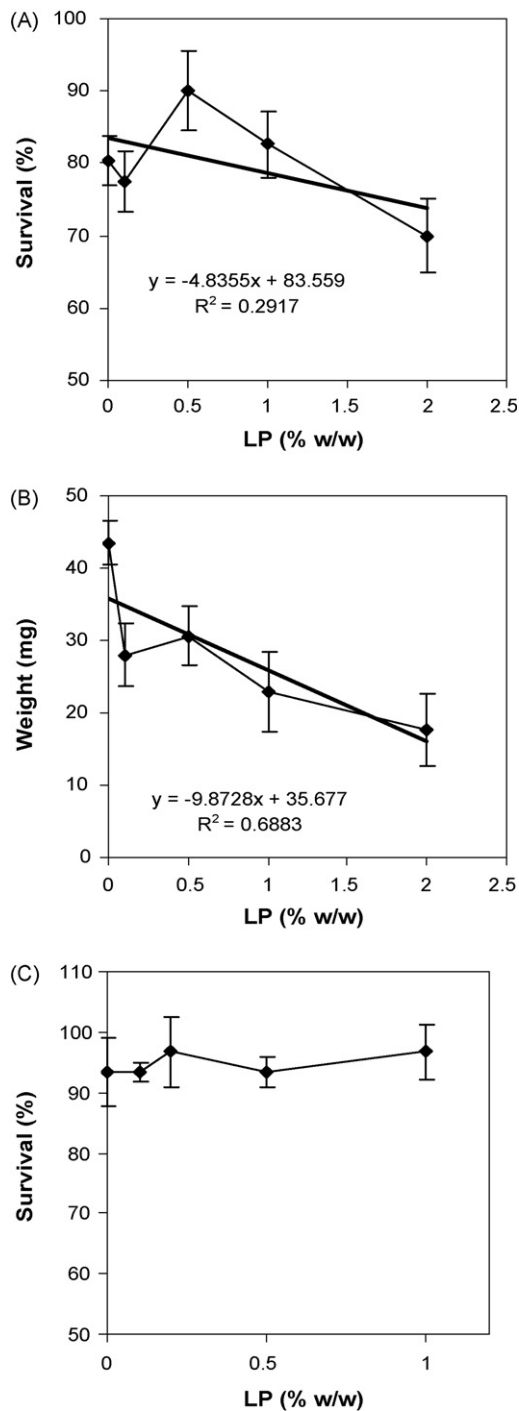 (A)
100
90
80
70
60
50
Survival (%)
y = -4.8355x + 83.559
R² = 0.2917
0 0.5 1 1.5 2 2.5
LP (% w/w)
(B)
50
40
30
20
10
0
Weight (mg)
y = -9.8728x + 35.677
R² = 0.6883
0 0.5 1 1.5 2 2.5
LP (% w/w)
(C)
110
100
90
80
70
60
50
Survival (%)
0 0.5 1
LP (% w/w)